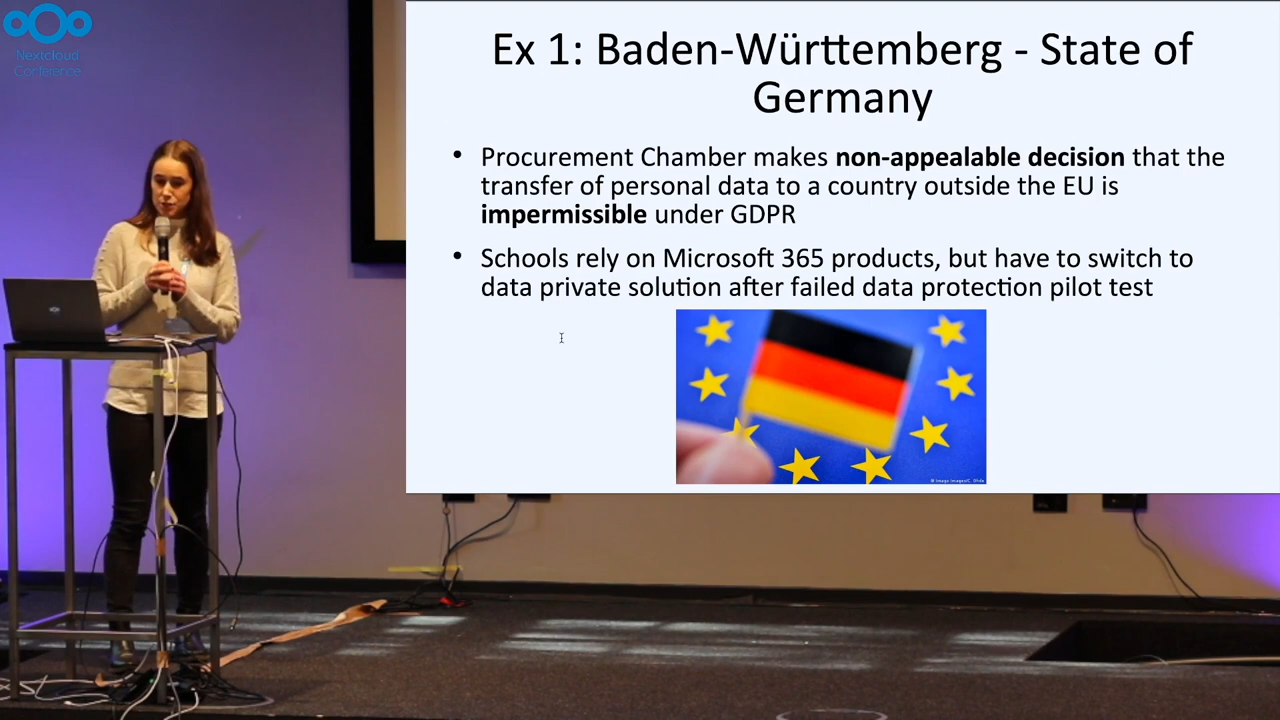 Nextcloud
Conference
Ex 1: Baden-Württemberg - State of
Germany
• Procurement Chamber makes non-appealable decision that the
transfer of personal data to a country outside the EU is
impermissible under GDPR
• Schools rely on Microsoft 365 products, but have to switch to
data private solution after failed data protection pilot test